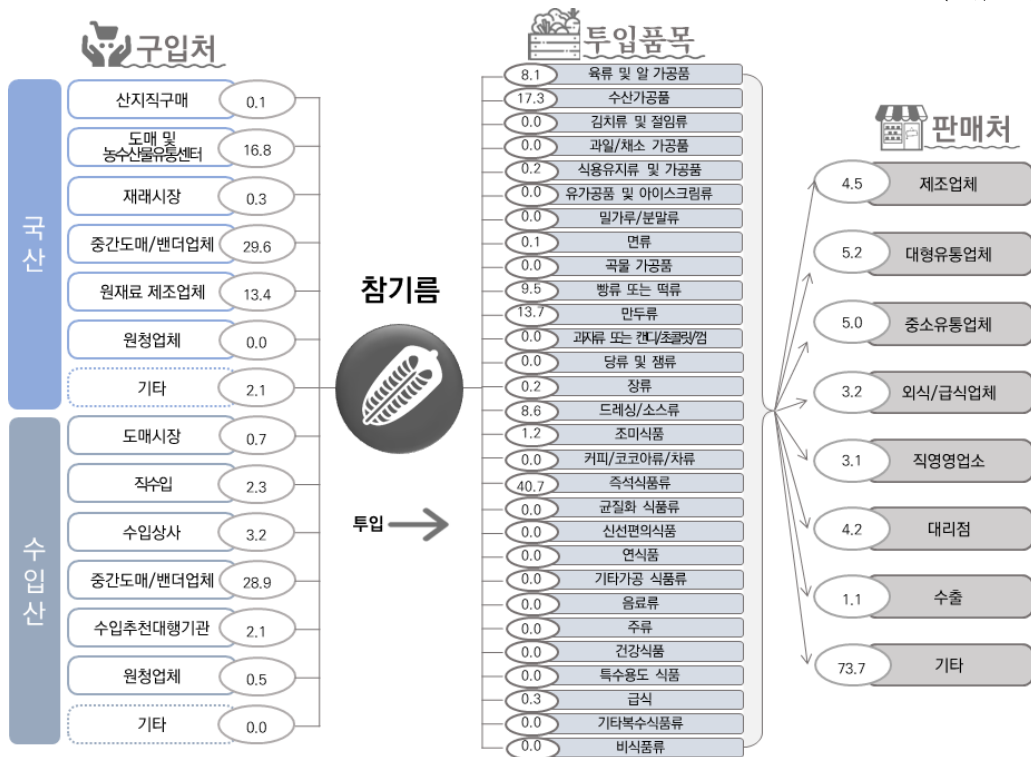 구입처
국산
산지직구매 0.1
도매 및
농수산물유통센터 16.8
재래시장 0.3
중간도매/밴더업체 29.6
원재료 제조업체 13.4
원청업체 0.0
기타 2.1
수입산
도매시장 0.7
직수입 2.3
수입상사 3.2
중간도매/밴더업체 28.9
수입추천대행기관 2.1
원청업체 0.5
기타 0.0
참기름
투입
투입품목
8.1 육류 및 알 가공품
17.3 수산가공품
0.0 김치류 및 절임류
0.0 과일/채소 가공품
0.2 식용유지류 및 가공품
0.0 유가공품 및 아이스크림류
0.0 밀가루/분말류
0.1 면류
0.0 곡물 가공품
9.5 빵류 또는 떡류
13.7 만두류
0.0 과자류 또는 캔디/초콜릿/껌
0.0 당류 및 잼류
0.2 장류
8.6 드레싱/소스류
1.2 조미식품
0.0 커피/코코아류/차류
40.7 즉석식품류
0.0 균질화 식품류
0.0 신선편의식품
0.0 연식품
0.0 기타가공 식품류
0.0 음료류
0.0 주류
0.0 건강식품
0.0 특수용도 식품
0.3 급식
0.0 기타복수식품류
0.0 비식품류
판매처
4.5 제조업체
5.2 대형유통업체
5.0 중소유통업체
3.2 외식/급식업체
3.1 직영영업소
4.2 대리점
1.1 수출
73.7 기타